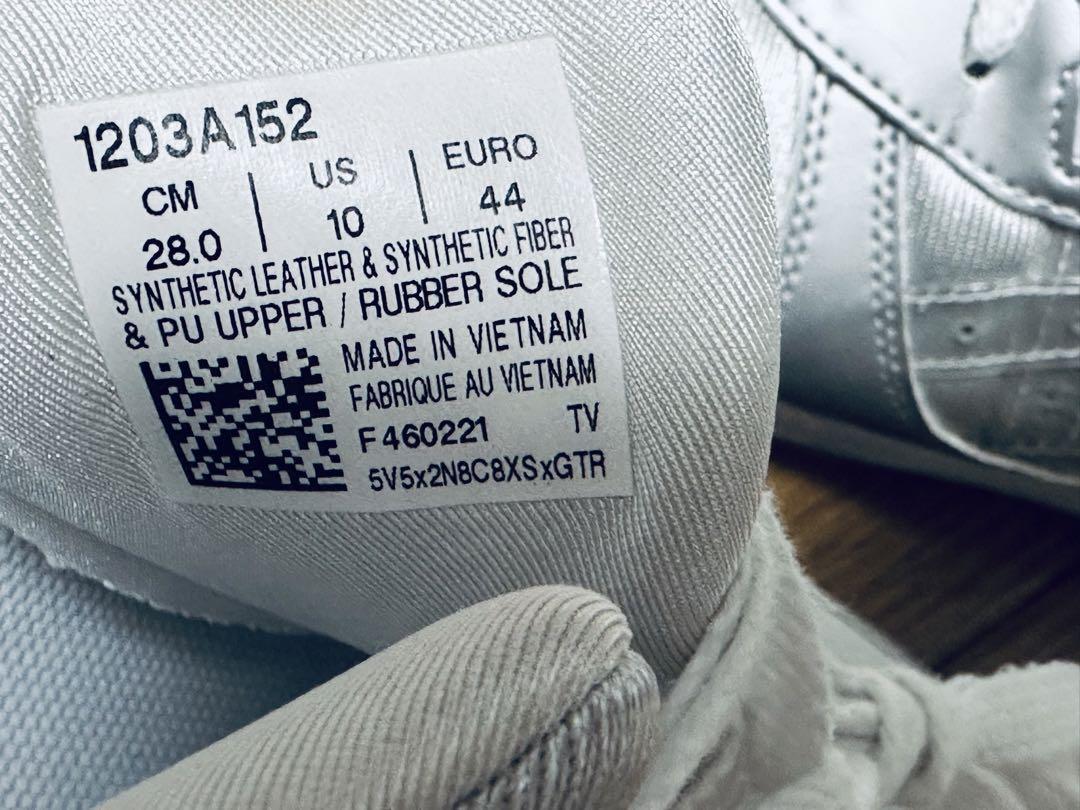 1203A152
CM | US | EURO
28.0 | 10 | 44
SYNTHETIC LEATHER & SYNTHETIC FIBER
& PU UPPER / RUBBER SOLE
MADE IN VIETNAM
FABRIQUE AU VIETNAM
F460221 TV
5V5x2N8C8XSxGTR